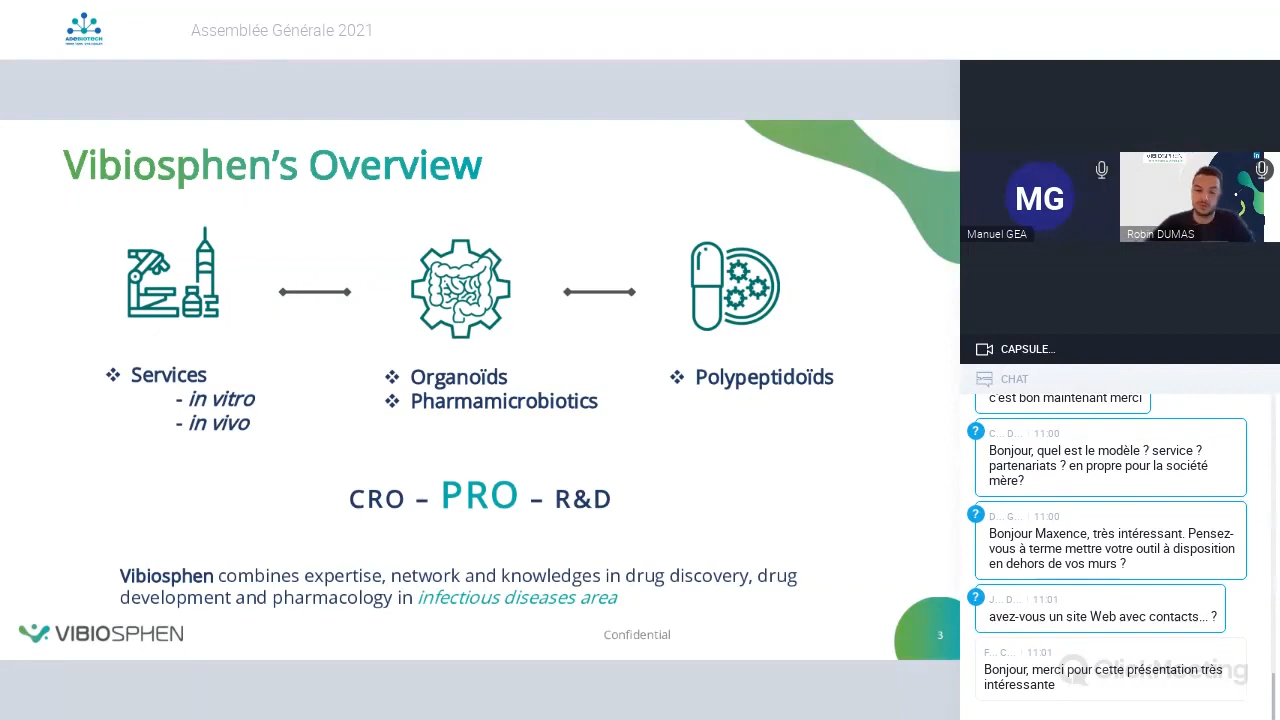 ADEBIOTECH
Assemblée Générale 2021
Vibiosphen's Overview
❖ Services
- in vitro
- in vivo
❖ Organoïds
❖ Pharmamicrobiotics
❖ Polypeptidoïds
CRO – PRO – R&D
Vibiosphen combines expertise, network and knowledges in drug discovery, drug
development and pharmacology in infectious diseases area
VIBIOSPHEN
Confidential
3
MG
Manuel GEA
VIBIOSPHEN
in
Robin DUMAS
CAPSULE...
CHAT
c'est bon maintenant merci
? C... D... 11:00
Bonjour, quel est le modèle ? service ?
partenariats ? en propre pour la société
mère?
? D... G... 11:00
Bonjour Maxence, très intéressant. Pensez-
vous à terme mettre votre outil à disposition
en dehors de vos murs ?
? J... D... 11:01
avez-vous un site Web avec contacts... ?
F... C... 11:01
Bonjour, merci pour cette présentation très
intéressante
ClickMeeting